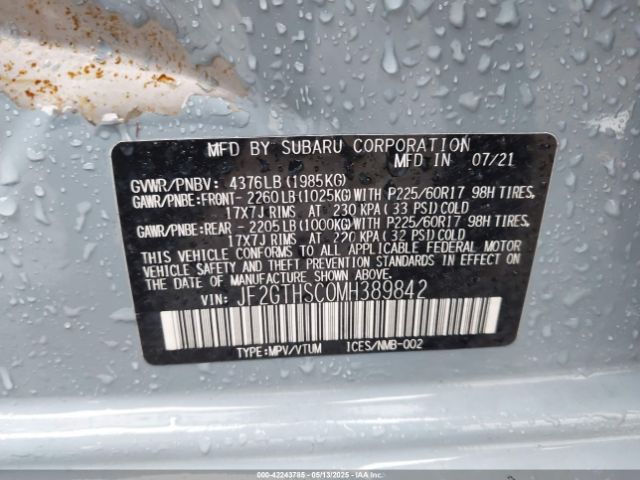 MFD BY SUBARU CORPORATION
MFD IN 07/21
GVWR/PNBV: 4376LB(1985KG)
GAWR/PNBE:FRONT- 2260LB(1025KG)WITH P225/60R17 98H TIRES,
17X7J RIMS AT 230 KPA(33 PSI)COLD
GAWR/PNBE:REAR - 2205LB(1000KG)WITH P225/60R17 98H TIRES,
17X7J RIMS AT 220 KPA(32 PSI)COLD
THIS VEHICLE CONFORMS TO ALL APPLICABLE FEDERAL MOTOR
VEHICLE SAFETY AND THEFT PREVENTION STANDARDS IN EFFECT ON
THE DATE OF MANUFACTURE SHOWN ABOVE.
VIN: JF2GTHSC0MH389842
TYPE:MPV/VTUM ICES/NMB-002
000-42243785 - 05/13/2025 - IAAI.COM